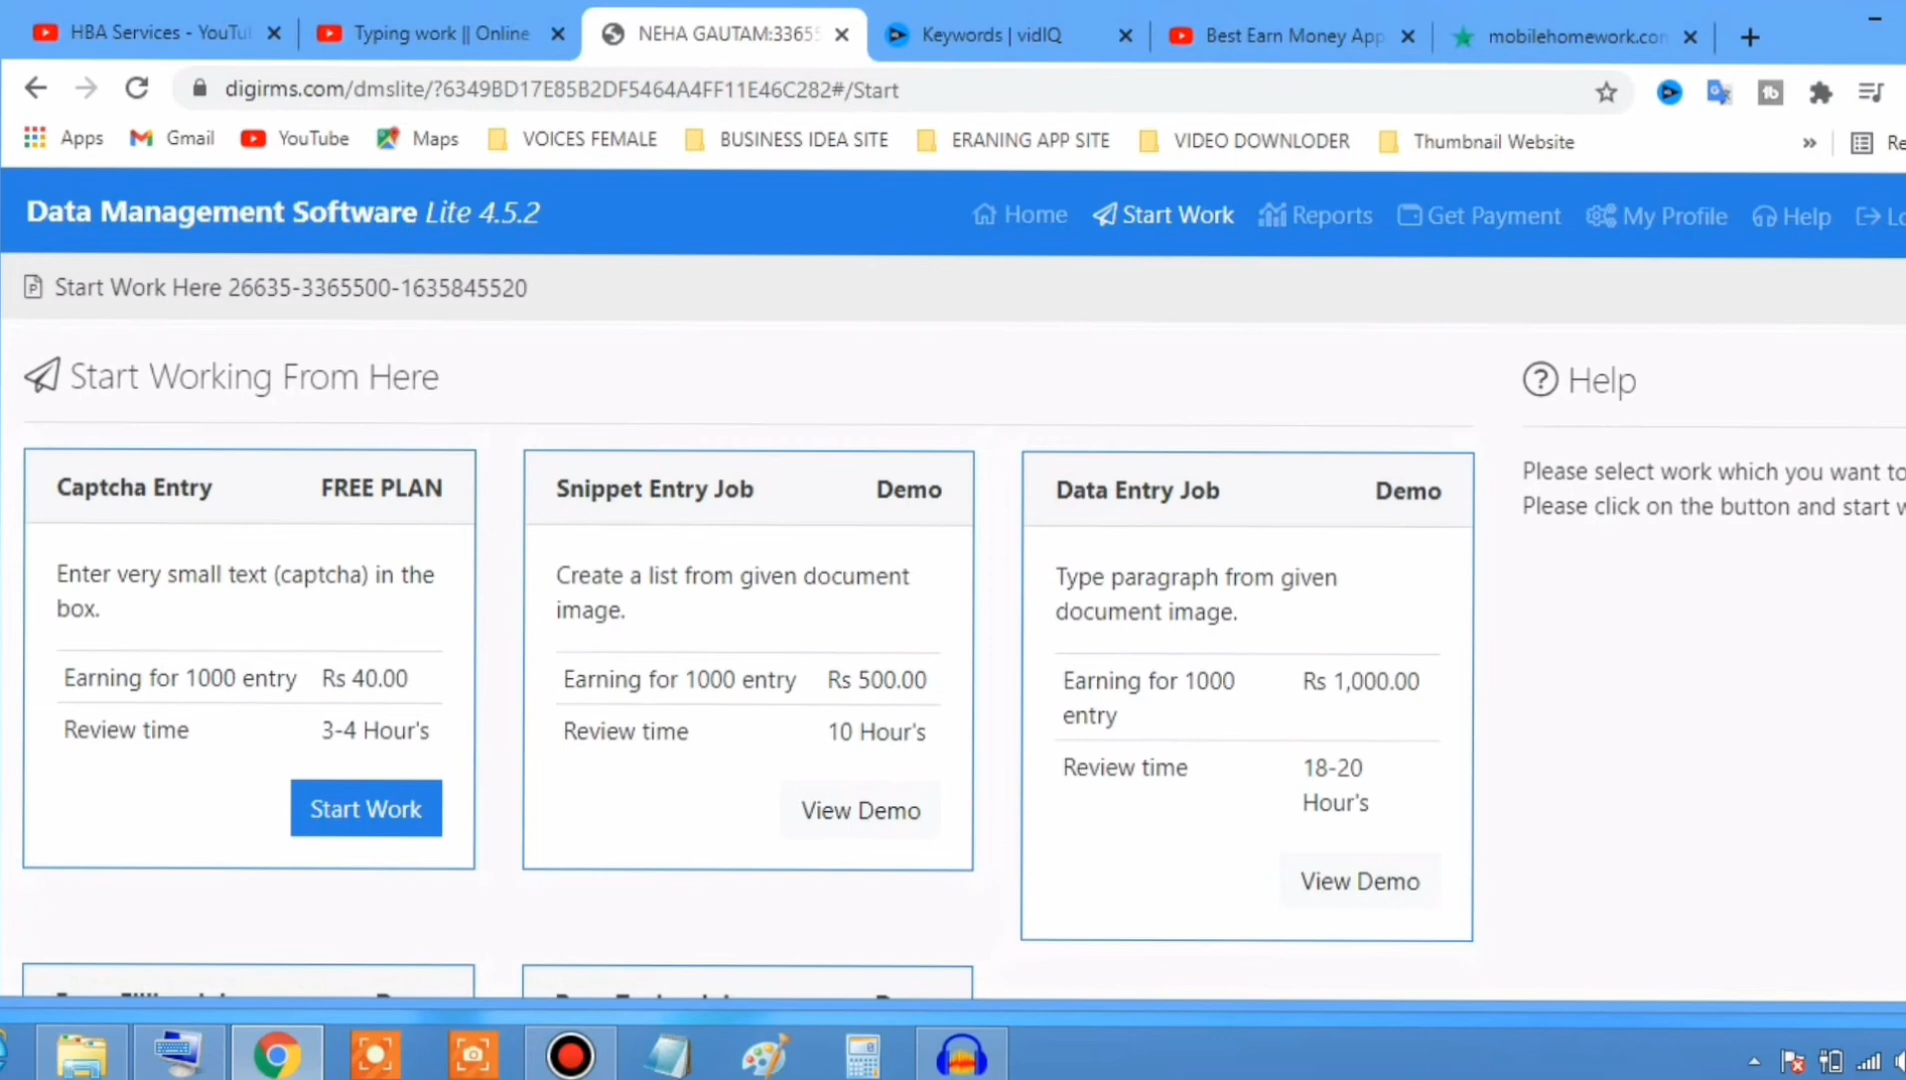 HBA Services - YouTu
Typing work || Online
NEHA GAUTAM:33655
Keywords | vidIQ
Best Earn Money App
mobilehomework.con
digirms.com/dmslite/?6349BD17E85B2DF5464A4FF11E46C282#/Start
Apps
Gmail
YouTube
Maps
VOICES FEMALE
BUSINESS IDEA SITE
ERANING APP SITE
VIDEO DOWNLODER
Thumbnail Website
»
Re
Data Management Software Lite 4.5.2
Home
Start Work
Reports
Get Payment
My Profile
Help
Lo
Start Work Here 26635-3365500-1635845520
Start Working From Here
Help
Captcha Entry FREE PLAN
Enter very small text (captcha) in the
box.
Earning for 1000 entry Rs 40.00
Review time 3-4 Hour's
Start Work
Snippet Entry Job Demo
Create a list from given document
image.
Earning for 1000 entry Rs 500.00
Review time 10 Hour's
View Demo
Data Entry Job Demo
Type paragraph from given
document image.
Earning for 1000 Rs 1,000.00
entry
Review time 18-20
Hour's
View Demo
Please select work which you want to
Please click on the button and start w